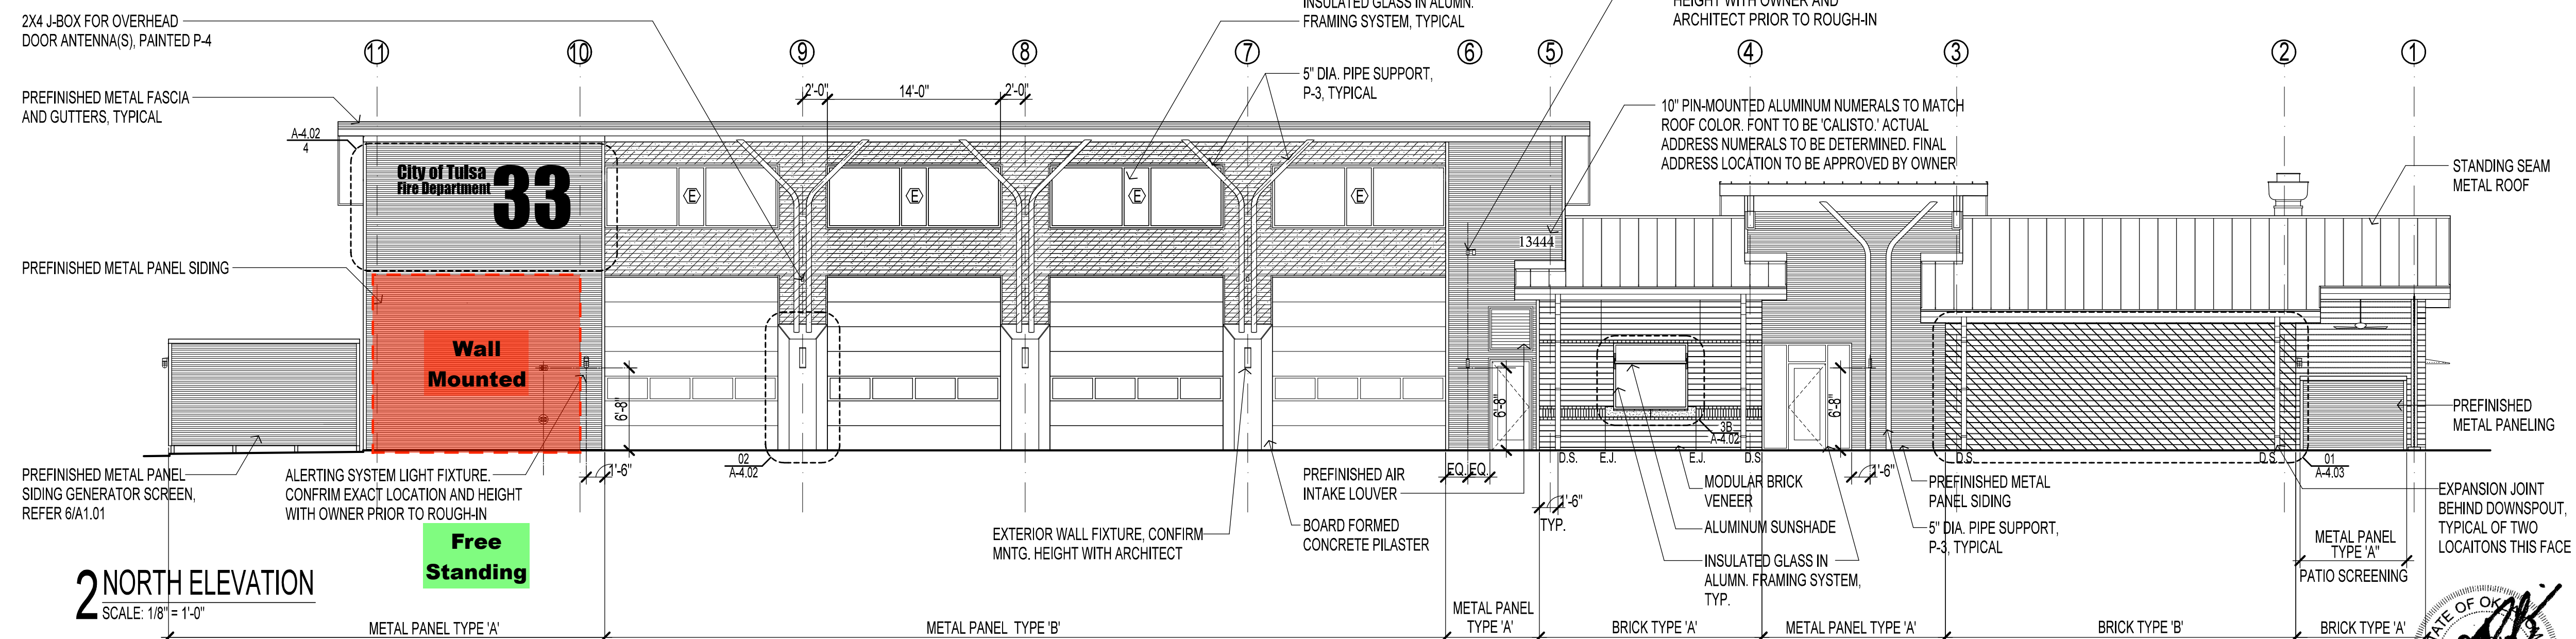 2X4 J-BOX FOR OVERHEAD
DOOR ANTENNA(S), PAINTED P-4
INSULATED GLASS IN ALUMN.
FRAMING SYSTEM, TYPICAL
HEIGHT WITH OWNER AND
ARCHITECT PRIOR TO ROUGH-IN
11
10
9
8
7
6
5
4
3
2
1
PREFINISHED METAL FASCIA
AND GUTTERS, TYPICAL
2'-0"
14'-0"
2'-0"
5" DIA. PIPE SUPPORT,
P-3, TYPICAL
10" PIN-MOUNTED ALUMINUM NUMERALS TO MATCH
ROOF COLOR. FONT TO BE 'CALISTO.' ACTUAL
ADDRESS NUMERALS TO BE DETERMINED. FINAL
ADDRESS LOCATION TO BE APPROVED BY OWNER
A-4.02
4
City of Tulsa
Fire Department
33
E
E
E
E
STANDING SEAM
METAL ROOF
13444
PREFINISHED METAL PANEL SIDING
Wall
Mounted
6'-8"
6'-8"
6'-8"
3B
A-4.02
PREFINISHED
METAL PANELING
PREFINISHED METAL PANEL
SIDING GENERATOR SCREEN,
REFER 6/A1.01
ALERTING SYSTEM LIGHT FIXTURE.
CONFRIM EXACT LOCATION AND HEIGHT
WITH OWNER PRIOR TO ROUGH-IN
1'-6"
02
A-4.02
EXTERIOR WALL FIXTURE, CONFIRM
MNTG. HEIGHT WITH ARCHITECT
PREFINISHED AIR
INTAKE LOUVER
BOARD FORMED
CONCRETE PILASTER
EQ.
EQ.
D.S.
E.J.
E.J.
D.S
D.S
D.S.
1'-6"
TYP.
MODULAR BRICK
VENEER
ALUMINUM SUNSHADE
INSULATED GLASS IN
ALUMN. FRAMING SYSTEM,
TYP.
1'-6"
PREFINISHED METAL
PANEL SIDING
5" DIA. PIPE SUPPORT,
P-3, TYPICAL
01
A-4.03
EXPANSION JOINT
BEHIND DOWNSPOUT,
TYPICAL OF TWO
LOCAITONS THIS FACE
METAL PANEL
TYPE 'A"
PATIO SCREENING
Free
Standing
2 NORTH ELEVATION
SCALE: 1/8" = 1'-0"
METAL PANEL TYPE 'A'
METAL PANEL TYPE 'B'
METAL PANEL
TYPE 'A'
BRICK TYPE 'A'
METAL PANEL TYPE 'A'
BRICK TYPE 'B'
BRICK TYPE 'A'
STATE OF OK